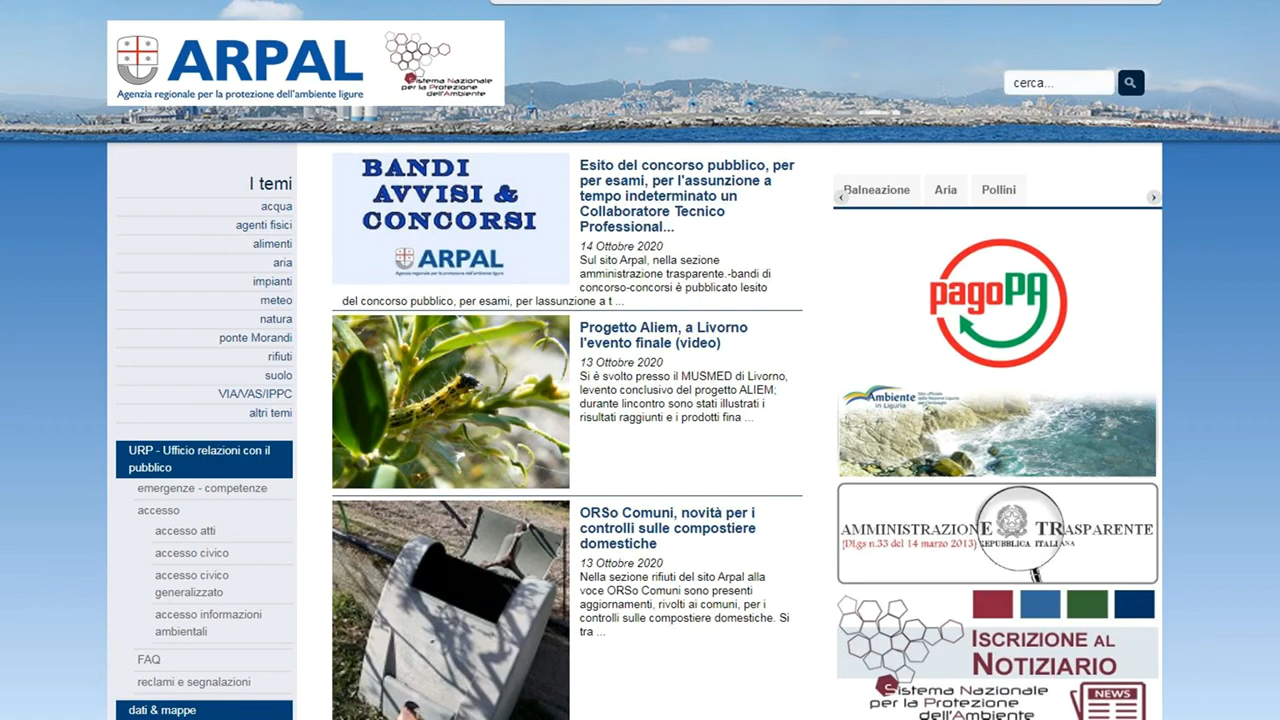 ARPAL
Agenzia regionale per la protezione dell'ambiente ligure
Sistema Nazionale
per la Protezione
dell'Ambiente
cerca...
I temi
acqua
agenti fisici
alimenti
aria
impianti
meteo
natura
ponte Morandi
rifiuti
suolo
VIA/VAS/IPPC
altri temi
URP - Ufficio relazioni con il
pubblico
emergenze - competenze
accesso
accesso atti
accesso civico
accesso civico
generalizzato
accesso informazioni
ambientali
FAQ
reclami e segnalazioni
dati & mappe
BANDI
AVVISI &
CONCORSI
ARPAL
Agenzia regionale per la protezione dell'ambiente ligure
Esito del concorso pubblico, per
per esami, per l'assunzione a
tempo indeterminato un
Collaboratore Tecnico
Professional...
14 Ottobre 2020
Sul sito Arpal, nella sezione
amministrazione trasparente.-bandi di
concorso-concorsi è pubblicato lesito
del concorso pubblico, per esami, per lassunzione a t ...
Progetto Aliem, a Livorno
l'evento finale (video)
13 Ottobre 2020
Si è svolto presso il MUSMED di Livorno,
levento conclusivo del progetto ALIEM;
durante lincontro sono stati illustrati i
risultati raggiunti e i prodotti fina ...
ORSo Comuni, novità per i
controlli sulle compostiere
domestiche
13 Ottobre 2020
Nella sezione rifiuti del sito Arpal alla
voce ORSo Comuni sono presenti
aggiornamenti, rivolti ai comuni, per i
controlli sulle compostiere domestiche. Si
tra ...
Balneazione
Aria
Pollini
pagoPA
Ambiente
in Liguria
AMMINISTRAZIONE TRASPARENTE
(Dl.gs n.33 del 14 marzo 2013) REPUBBLICA ITALIANA
ISCRIZIONE AL
NOTIZIARIO
Sistema Nazionale
per la Protezione
dell'Ambiente
NEWS